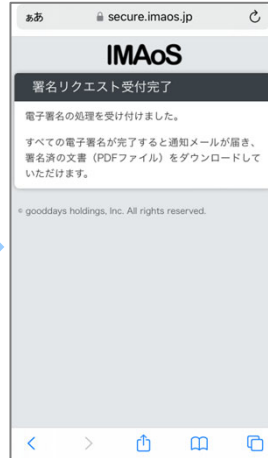 ぁあ
secure.imaos.jp
IMAoS
署名リクエスト受付完了
電子署名の処理を受け付けました。
すべての電子署名が完了すると通知メールが届き、
署名済の文書（PDFファイル）をダウンロードして
いただけます。
© gooddays holdings, Inc. All rights reserved.